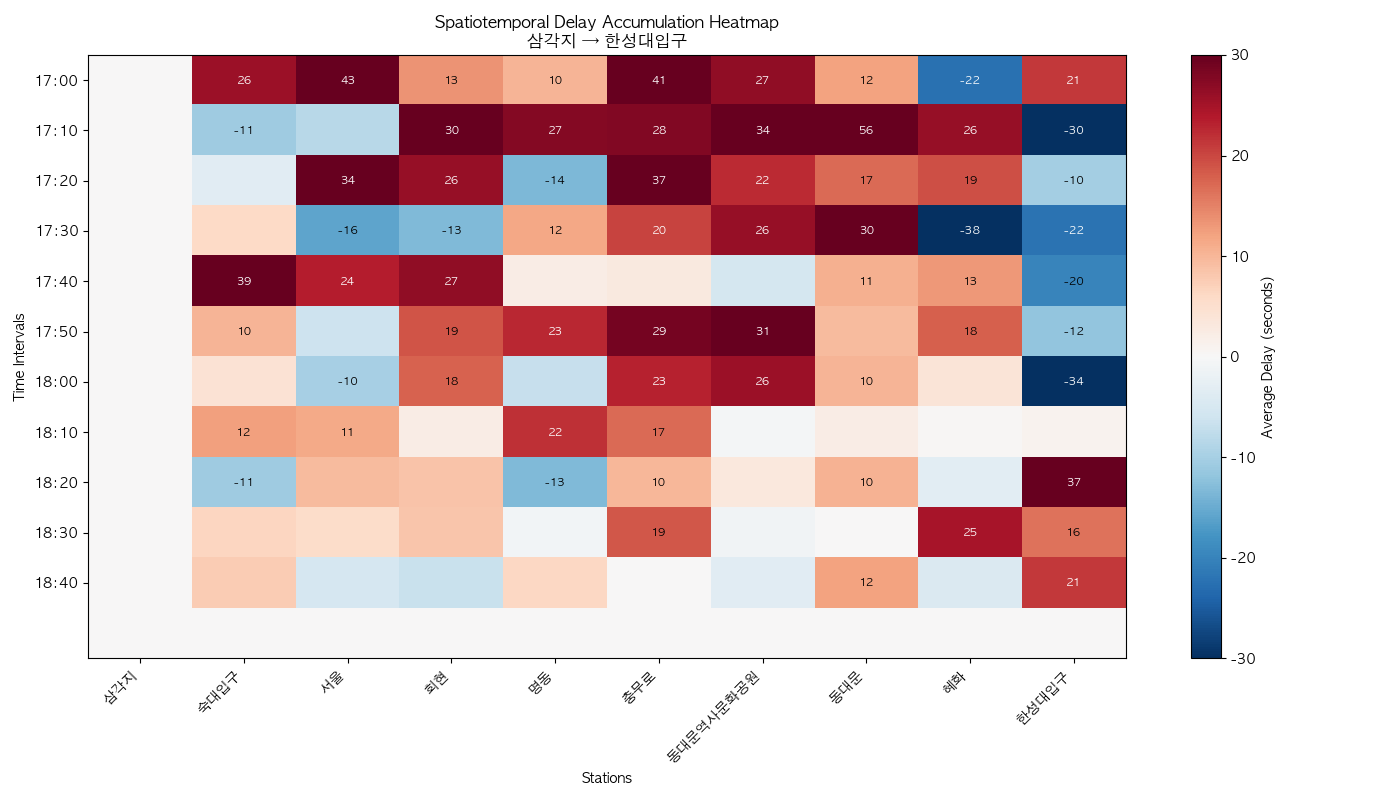 Spatiotemporal Delay Accumulation Heatmap
삼각지 → 한성대입구
17:00 26 43 13 10 41 27 12 -22 21
17:10 -11 30 27 28 34 56 26 -30
17:20 34 26 -14 37 22 17 19 -10
17:30 -16 -13 12 20 26 30 -38 -22
17:40 39 24 27 11 13 -20
17:50 10 19 23 29 31 18 -12
18:00 -10 18 23 26 10 -34
18:10 12 11 22 17
18:20 -11 -13 10 10 37
18:30 19 25 16
18:40 12 21
Time Intervals
삼각지 숙대입구 서울 회현 명동 충무로 동대문역사문화공원 동대문 혜화 한성대입구
Stations
30
20
10
0
-10
-20
-30
Average Delay (seconds)